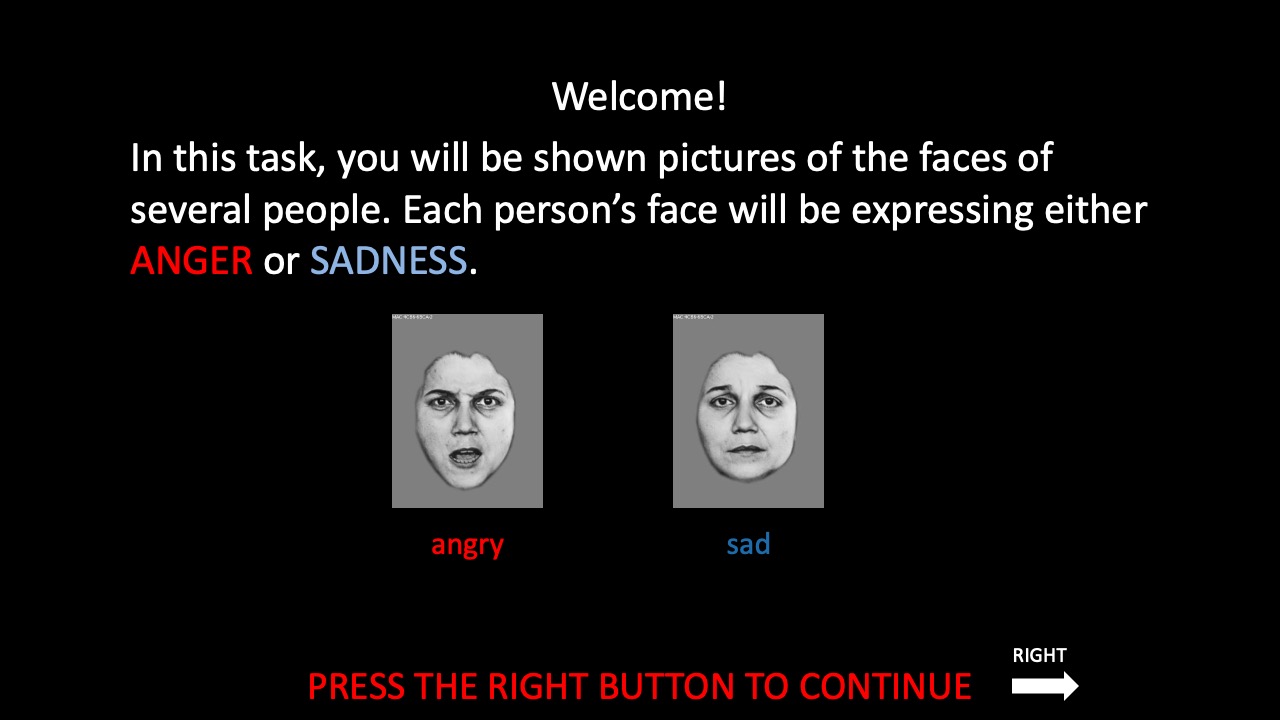 Welcome!
In this task, you will be shown pictures of the faces of
several people. Each person’s face will be expressing either
ANGER or SADNESS.
angry
sad
RIGHT
PRESS THE RIGHT BUTTON TO CONTINUE